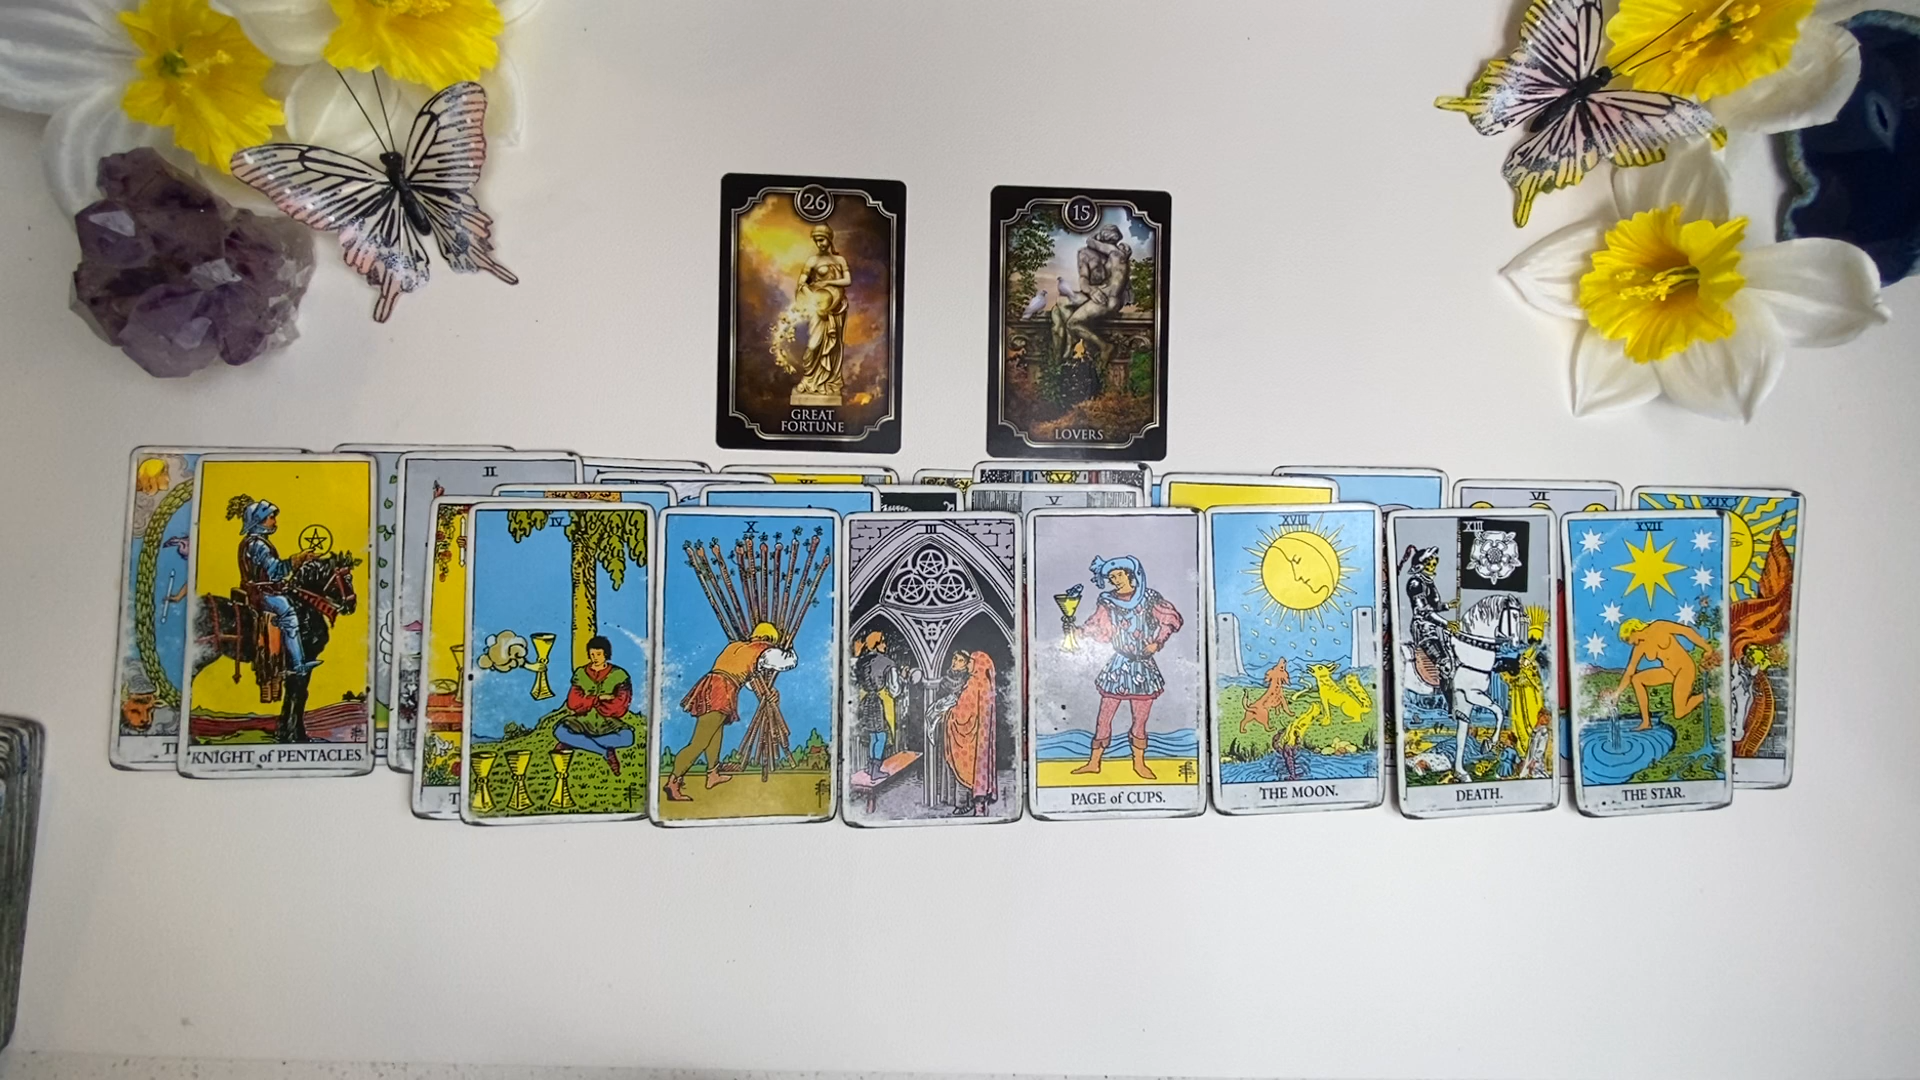 26
GREAT
FORTUNE
15
LOVERS
II
V
VI
XIX
KNIGHT of PENTACLES.
IV
X
III
PAGE of CUPS.
XVIII
THE MOON.
XIII
DEATH.
XVII
THE STAR.